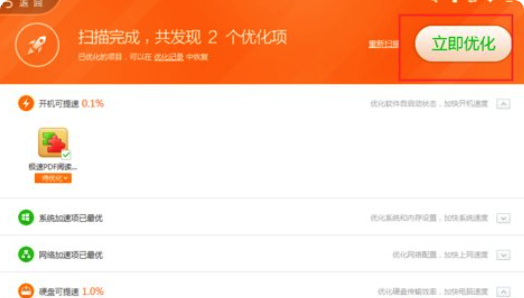 返回
扫描完成，共发现 2 个优化项
已优化的项目，可以在 优化记录 中恢复
重新扫描
立即优化
开机可提速 0.1%
优化软件自启动状态，加快开机速度
极速PDF阅读...
待优化
系统加速项已最优
优化系统和内存设置，加快系统速度
网络加速项已最优
优化网络配置，加快上网速度
硬盘可提速 1.0%
优化硬盘传输效率，加快电脑速度